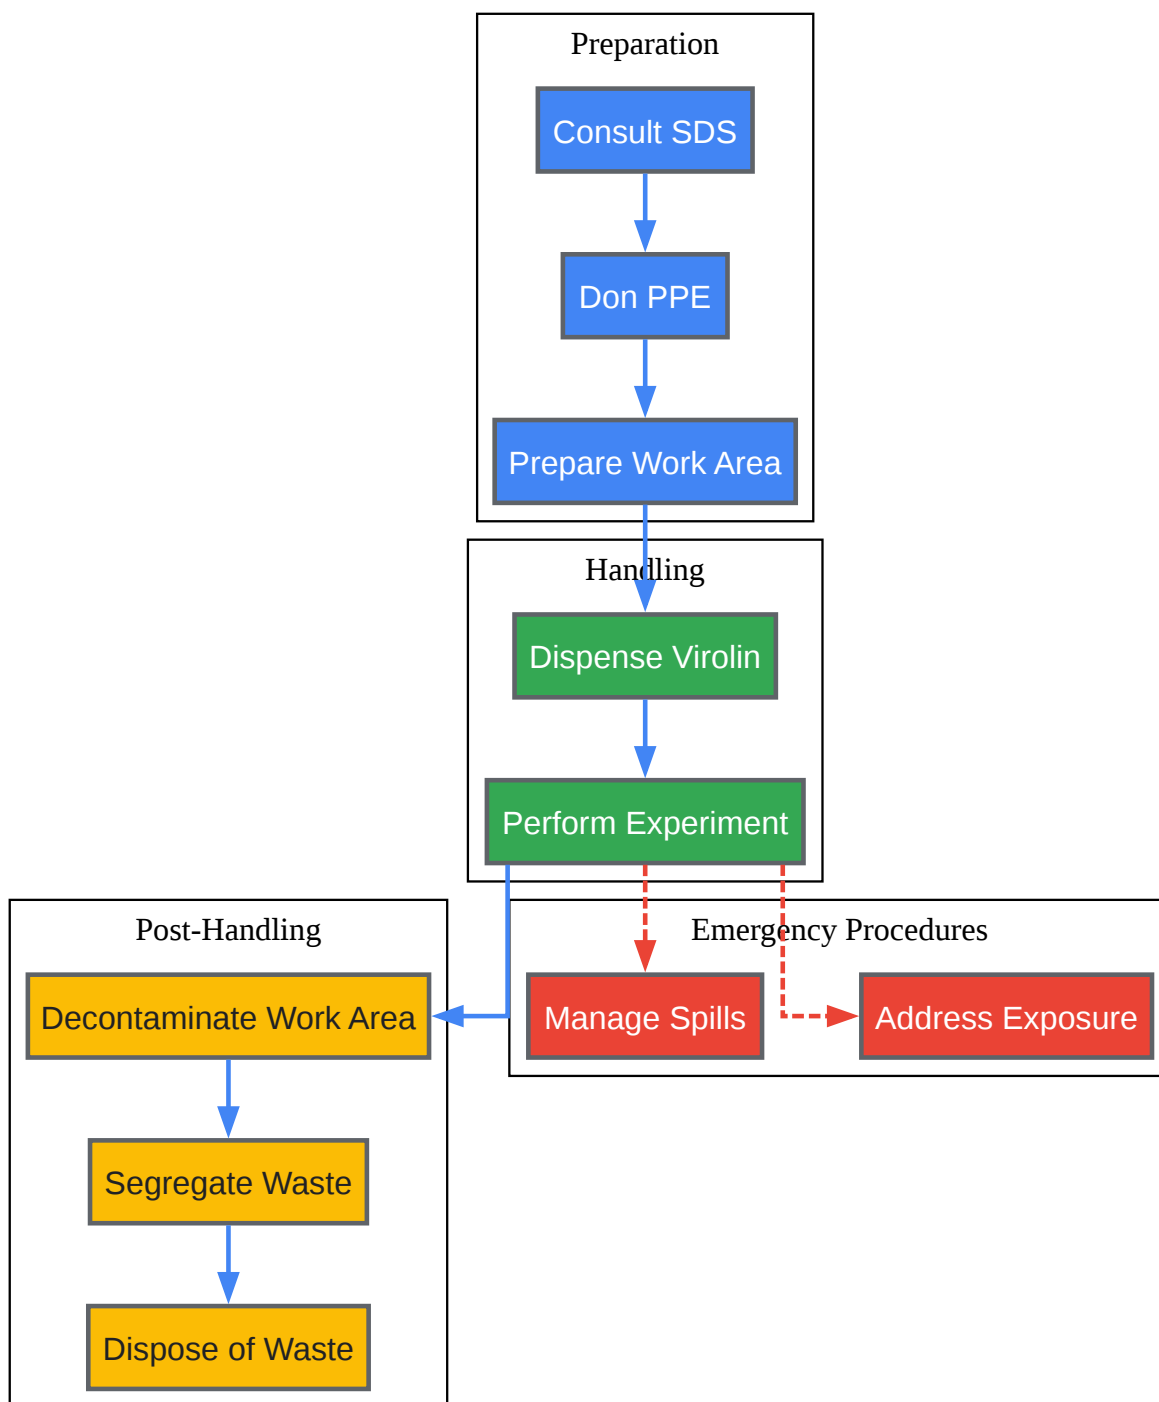 Preparation
Consult SDS
Don PPE
Prepare Work Area
Handling
Dispense Virolin
Perform Experiment
Post-Handling
Decontaminate Work Area
Segregate Waste
Dispose of Waste
Emergency Procedures
Manage Spills
Address Exposure